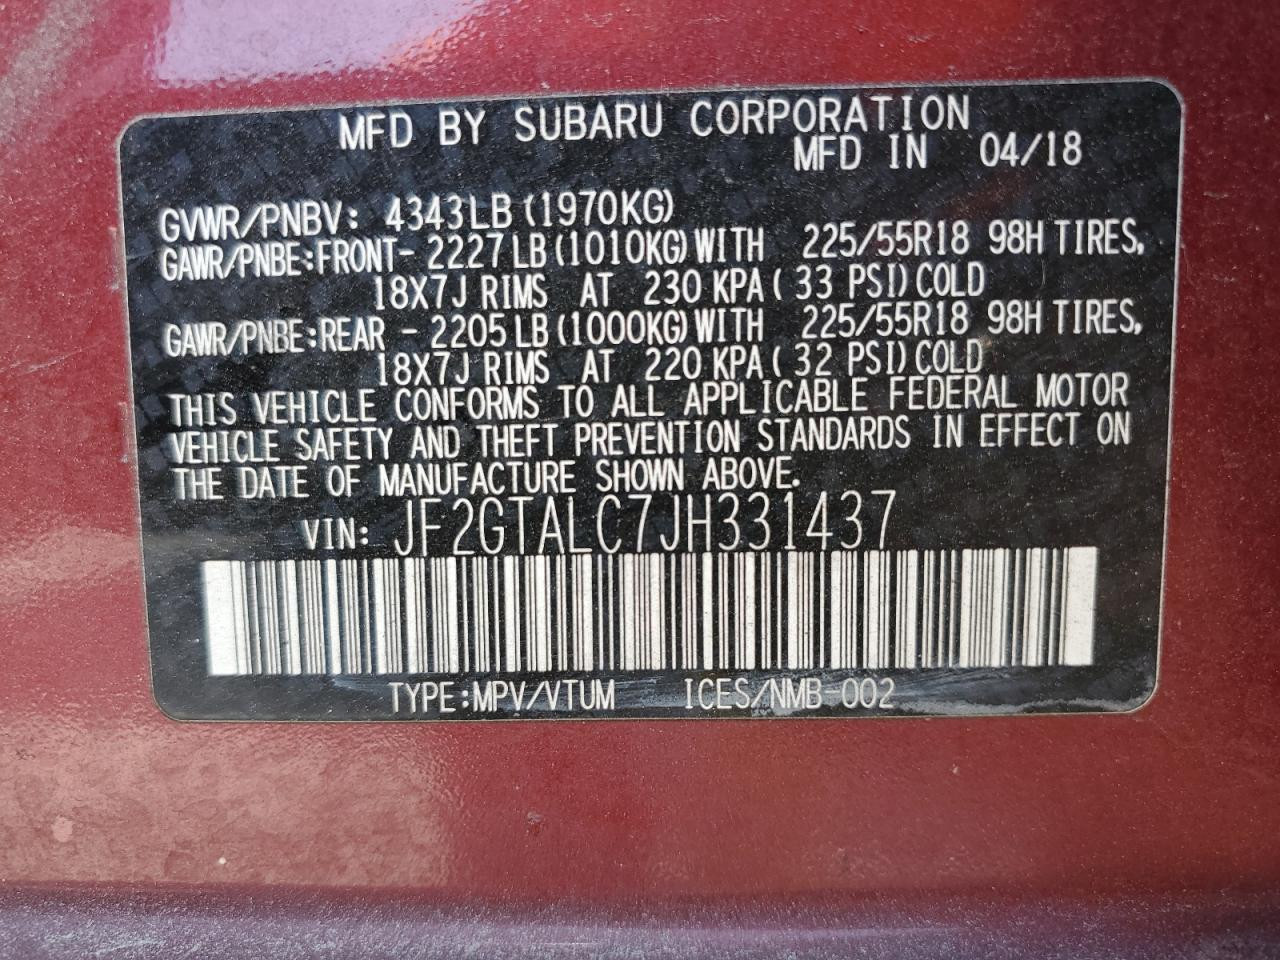 MFD BY SUBARU CORPORATION
MFD IN 04/18
GVWR/PNBV: 4343LB (1970KG)
GAWR/PNBE:FRONT- 2227 LB (1010KG) WITH 225/55R18 98H TIRES,
18X7J RIMS AT 230 KPA ( 33 PSI) COLD
GAWR/PNBE:REAR - 2205 LB (1000KG) WITH 225/55R18 98H TIRES,
18X7J RIMS AT 220 KPA ( 32 PSI) COLD
THIS VEHICLE CONFORMS TO ALL APPLICABLE FEDERAL MOTOR
VEHICLE SAFETY AND THEFT PREVENTION STANDARDS IN EFFECT ON
THE DATE OF MANUFACTURE SHOWN ABOVE.
VIN: JF2GTALC7JH331437
TYPE:MPV/VTUM ICES/NMB-002